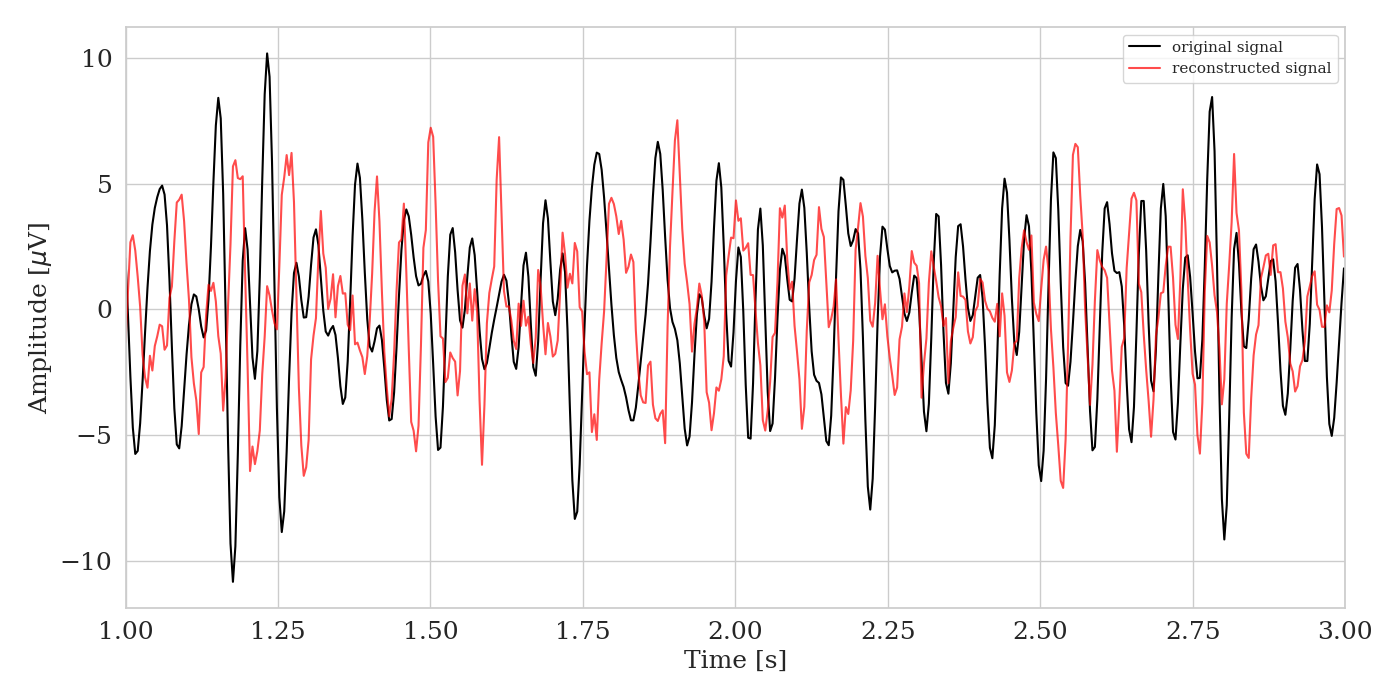 original signal
reconstructed signal
Amplitude [μV]
10
5
0
−5
−10
1.00 1.25 1.50 1.75 2.00 2.25 2.50 2.75 3.00
Time [s]